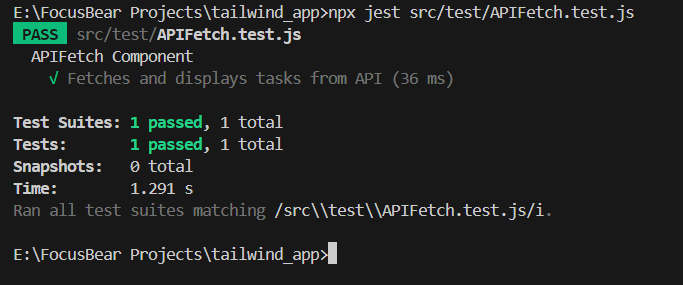 E:\FocusBear Projects\tailwind_app>npx jest src/test/APIFetch.test.js
PASS src/test/APIFetch.test.js
APIFetch Component
√ Fetches and displays tasks from API (36 ms)
Test Suites: 1 passed, 1 total
Tests: 1 passed, 1 total
Snapshots: 0 total
Time: 1.291 s
Ran all test suites matching /src\\test\\APIFetch.test.js/i.
E:\FocusBear Projects\tailwind_app>